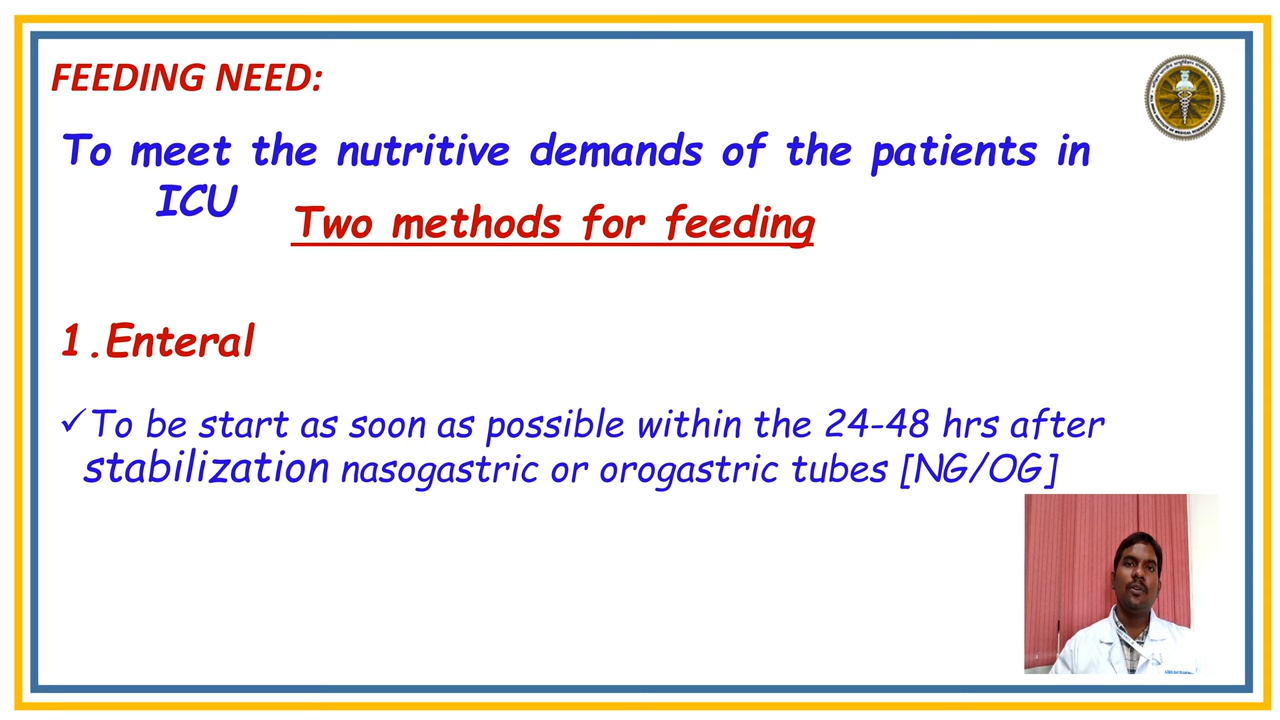 FEEDING NEED:
To meet the nutritive demands of the patients in
ICU
Two methods for feeding
1.Enteral
✓To be start as soon as possible within the 24-48 hrs after
stabilization nasogastric or orogastric tubes [NG/OG]